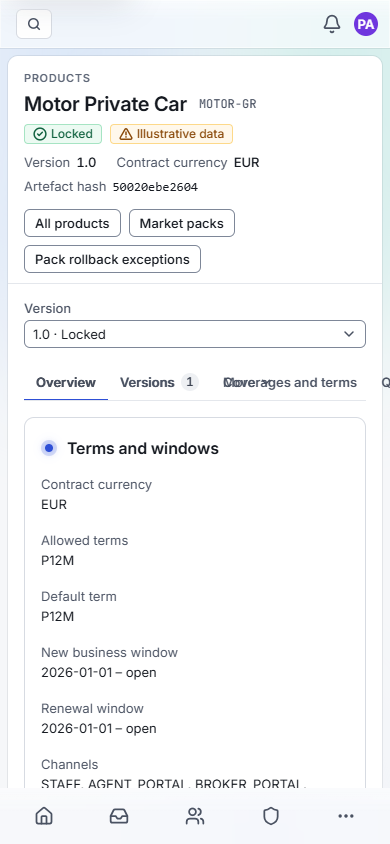 PA
PRODUCTS
Motor Private Car MOTOR-GR
Locked Illustrative data
Version 1.0 Contract currency EUR
Artefact hash 50020ebe2604
All products Market packs
Pack rollback exceptions
Version
1.0 · Locked
Overview Versions 1 Coverages and terms
Terms and windows
Contract currency
EUR
Allowed terms
P12M
Default term
P12M
New business window
2026-01-01 – open
Renewal window
2026-01-01 – open
Channels
STAFF, AGENT_PORTAL, BROKER_PORTAL,